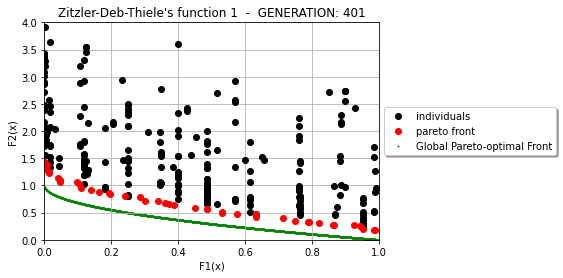 Zitzler-Deb-Thiele's function 1 - GENERATION: 401
4.0
3.5
3.0
2.5
2.0
1.5
1.0
0.5
0.0
F2(x)
0.0 0.2 0.4 0.6 0.8 1.0
F1(x)
individuals
pareto front
Global Pareto-optimal Front